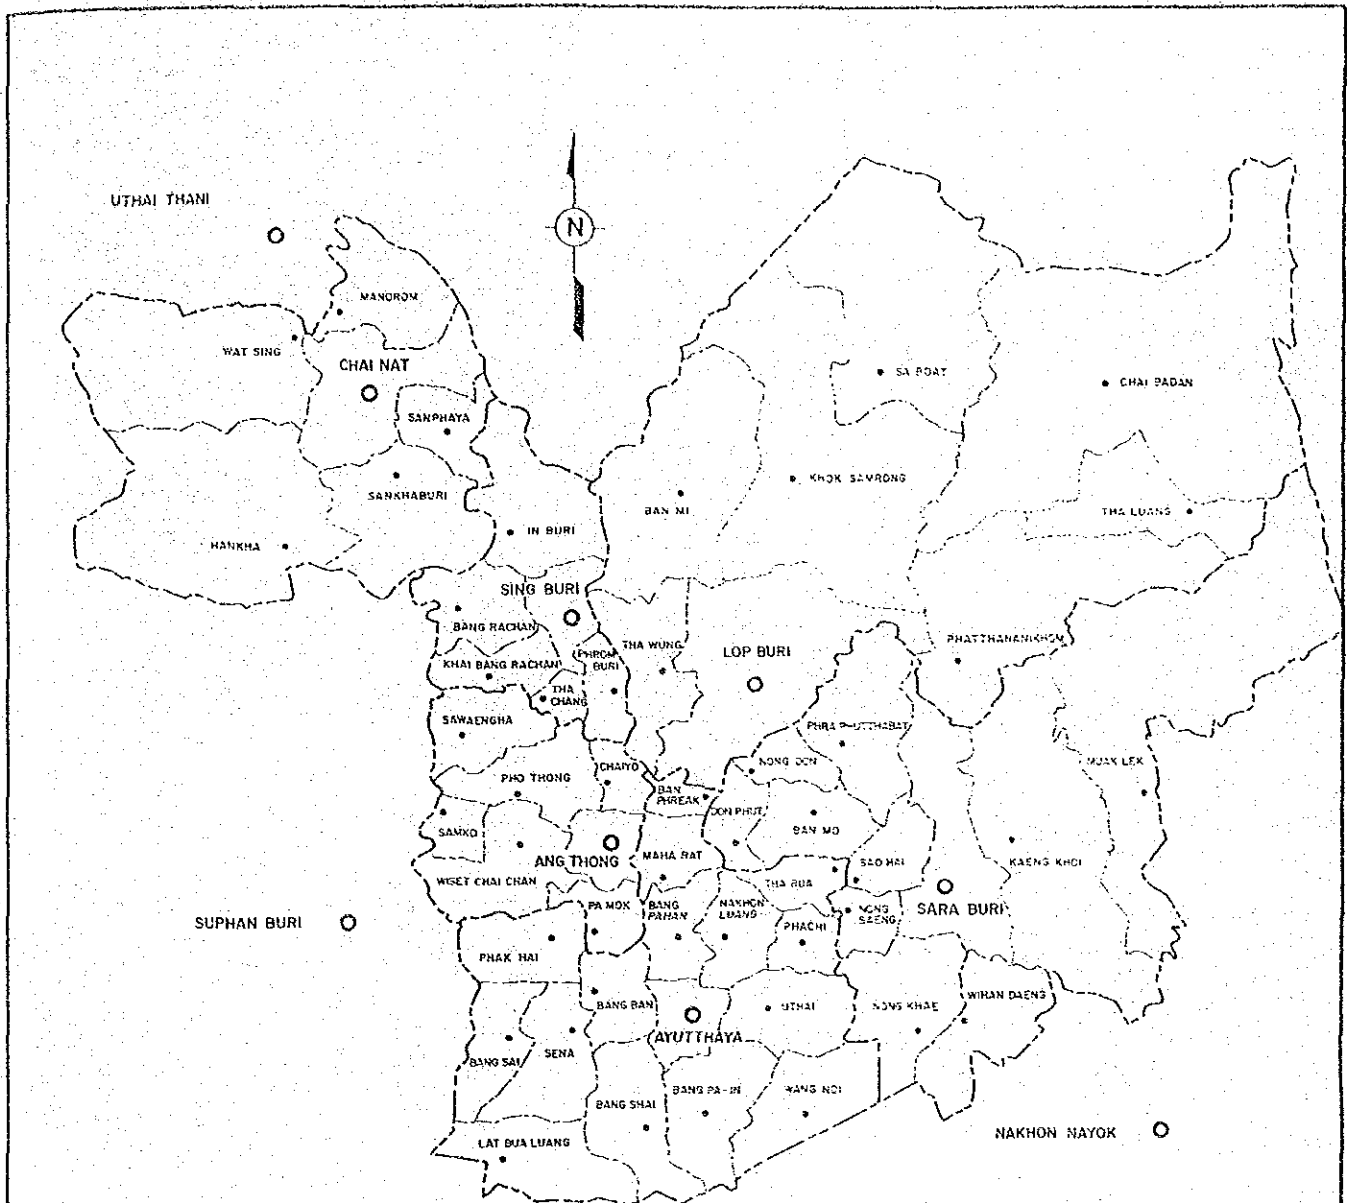 UTHAI THANI
N
MANOROM
WAT SING
CHAI NAT
SA BOAT
CHAI BADAN
SANPHAYA
SANKHABURI
KHOK SAMRONG
BAN MI
THA LUANG
IN BURI
HANKHA
SING BURI
BANG RACHAN
PHATTHANANIKHOM
THA WUNG
LOP BURI
PHROM
BURI
KHAI BANG RACHAN
THA
CHANG
SAWAENGHA
PHRA PHUTTHABAT
NONG DON
MUAK LEK
CHAIYO
PHO THONG
BAN
PHREAK
DON PHUT
BAN MO
SAMKO
ANG THONG
MAHA RAT
SAO HAI
KAENG KHOI
THA RUA
WISET CHAI CHAN
PA MOK
BANG
PAHAN
NAKHON
LUANG
NONG
SAENG
SARA BURI
SUPHAN BURI
PHACHI
PHAK HAI
BANG BAN
UTHAI
NONG KHAE
WIHAN DAENG
AYUTTHAYA
BANG SAI
SENA
BANG SHAI
BANG PA-IN
WANG NOI
LAT BUA LUANG
NAKHON NAYOK